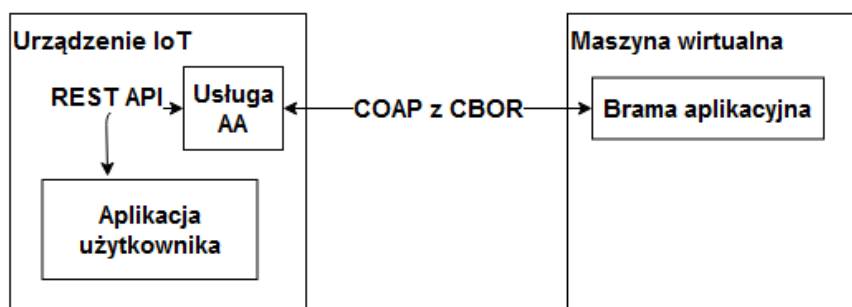 Urządzenie IoT
Maszyna wirtualna
REST API
Usługa
AA
COAP z CBOR
Brama aplikacyjna
Aplikacja
użytkownika